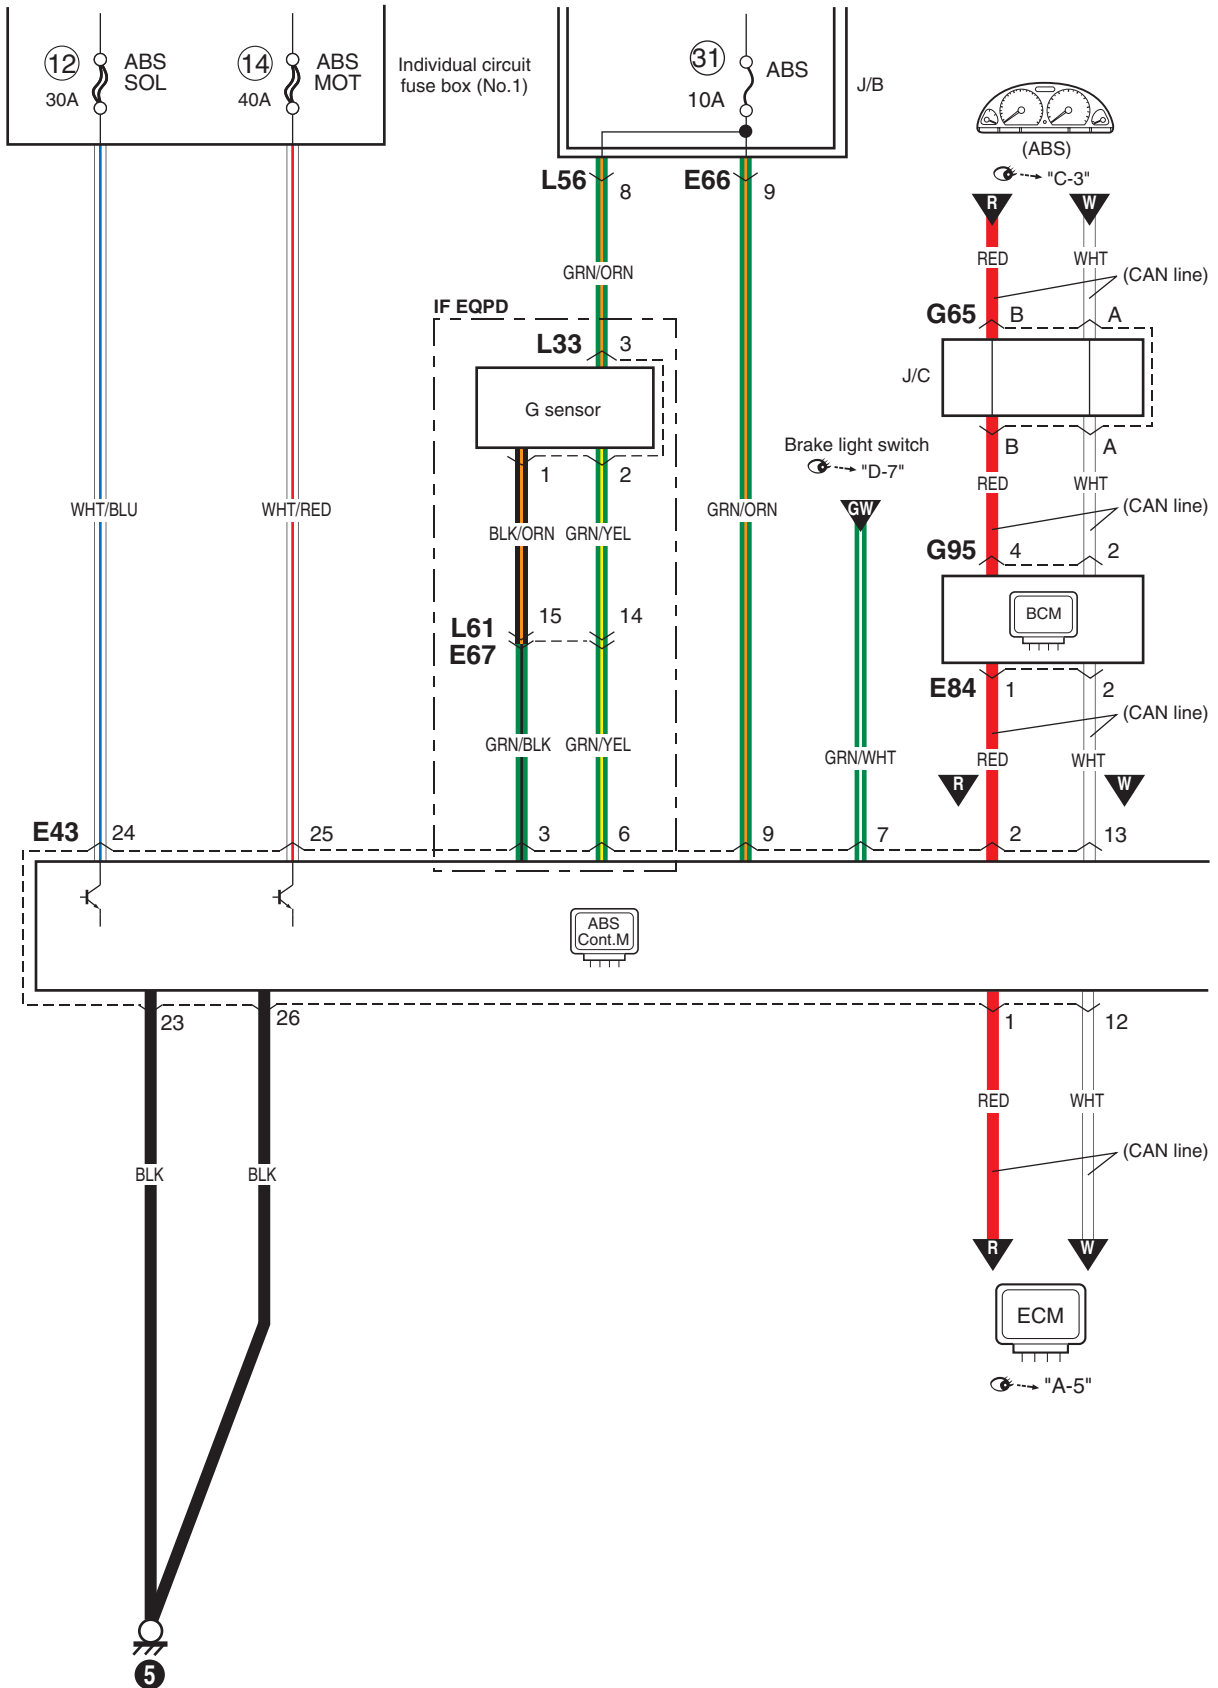 12
ABS
SOL
30A
14
ABS
MOT
40A
Individual circuit
fuse box (No.1)
31
ABS
10A
J/B
(ABS)
"C-3"
L56
8
E66
9
R
W
RED
WHT
(CAN line)
GRN/ORN
IF EQPD
L33
3
G65
B
A
J/C
G sensor
B
A
Brake light switch
"D-7"
1
2
RED
WHT
(CAN line)
WHT/BLU
WHT/RED
GRN/ORN
GW
BLK/ORN
GRN/YEL
G95
4
2
BCM
L61
15
14
E67
E84
1
2
(CAN line)
GRN/BLK
GRN/YEL
GRN/WHT
RED
WHT
R
W
E43
24
25
3
6
9
7
2
13
ABS
Cont.M
23
26
1
12
RED
WHT
(CAN line)
BLK
BLK
R
W
ECM
"A-5"
5